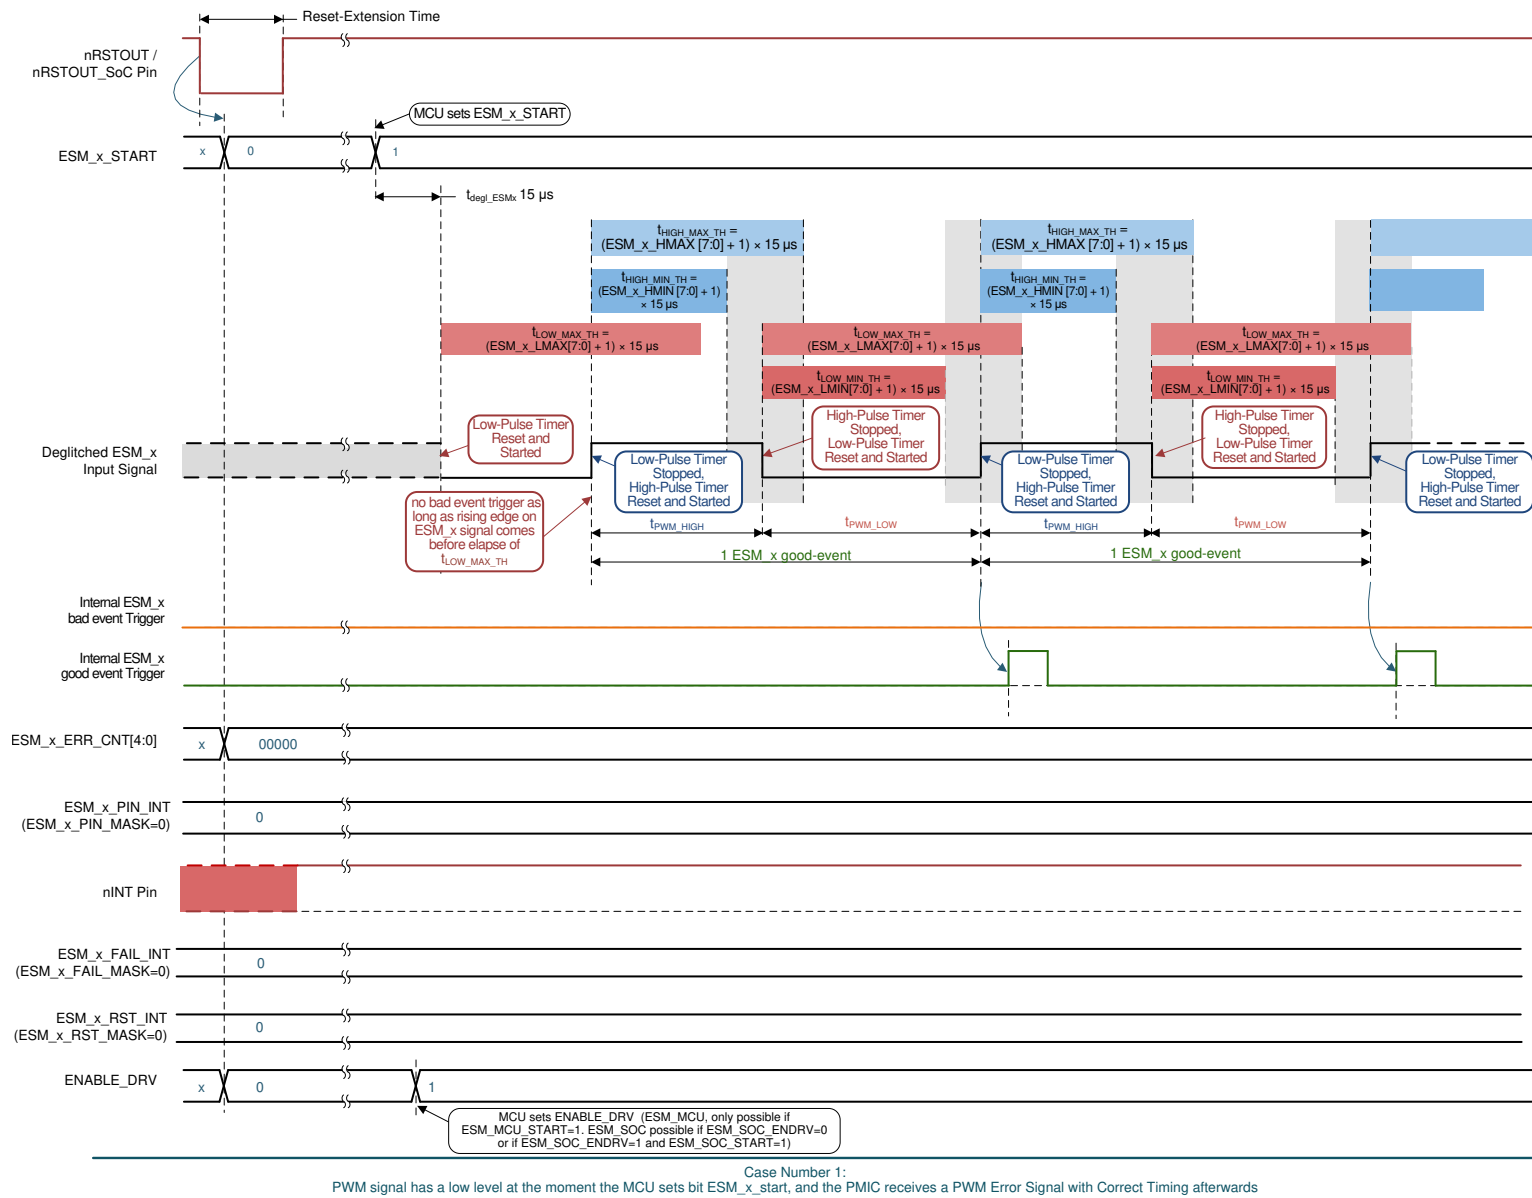 Reset-Extension Time
nRSTOUT /
nRSTOUT_SoC Pin
MCU sets ESM_x_START
ESM_x_START
x
0
1
tdegl_ESMx 15 µs
tHIGH_MAX_TH =
(ESM_x_HMAX [7:0] + 1) × 15 µs
tHIGH_MAX_TH =
(ESM_x_HMAX [7:0] + 1) × 15 µs
tHIGH_MIN_TH =
(ESM_x_HMIN [7:0] + 1)
× 15 µs
tHIGH_MIN_TH =
(ESM_x_HMIN [7:0] + 1)
× 15 µs
tLOW_MAX_TH =
(ESM_x_LMAX[7:0] + 1) × 15 µs
tLOW_MAX_TH =
(ESM_x_LMAX[7:0] + 1) × 15 µs
tLOW_MAX_TH =
(ESM_x_LMAX[7:0] + 1) × 15 µs
tLOW_MIN_TH =
(ESM_x_LMIN[7:0] + 1) × 15 µs
tLOW_MIN_TH =
(ESM_x_LMIN[7:0] + 1) × 15 µs
Deglitched ESM_x
Input Signal
Low-Pulse Timer
Reset and
Started
Low-Pulse Timer
Stopped,
High-Pulse Timer
Reset and Started
High-Pulse Timer
Stopped,
Low-Pulse Timer
Reset and Started
Low-Pulse Timer
Stopped,
High-Pulse Timer
Reset and Started
High-Pulse Timer
Stopped,
Low-Pulse Timer
Reset and Started
Low-Pulse Timer
Stopped,
High-Pulse Timer
Reset and Started
no bad event trigger as
long as rising edge on
ESM_x signal comes
before elapse of
tLOW_MAX_TH
tPWM_HIGH
tPWM_LOW
tPWM_HIGH
tPWM_LOW
1 ESM_x good-event
1 ESM_x good-event
Internal ESM_x
bad event Trigger
Internal ESM_x
good event Trigger
ESM_x_ERR_CNT[4:0]
x
00000
ESM_x_PIN_INT
(ESM_x_PIN_MASK=0)
0
nINT Pin
ESM_x_FAIL_INT
(ESM_x_FAIL_MASK=0)
0
ESM_x_RST_INT
(ESM_x_RST_MASK=0)
0
ENABLE_DRV
x
0
1
MCU sets ENABLE_DRV (ESM_MCU, only possible if
ESM_MCU_START=1. ESM_SOC possible if ESM_SOC_ENDRV=0
or if ESM_SOC_ENDRV=1 and ESM_SOC_START=1)
Case Number 1:
PWM signal has a low level at the moment the MCU sets bit ESM_x_start, and the PMIC receives a PWM Error Signal with Correct Timing afterwards